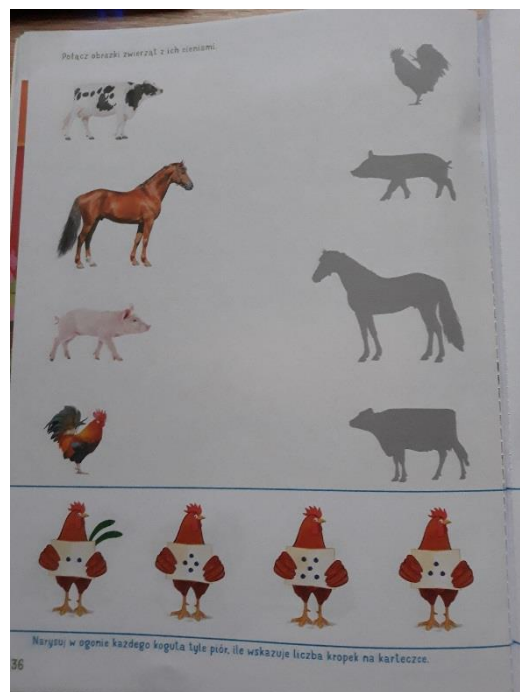 Połącz obrazki zwierząt z ich cieniami.
Narysuj w ogonie każdego koguta tyle piór, ile wskazuje liczba kropek na karteczce.
36